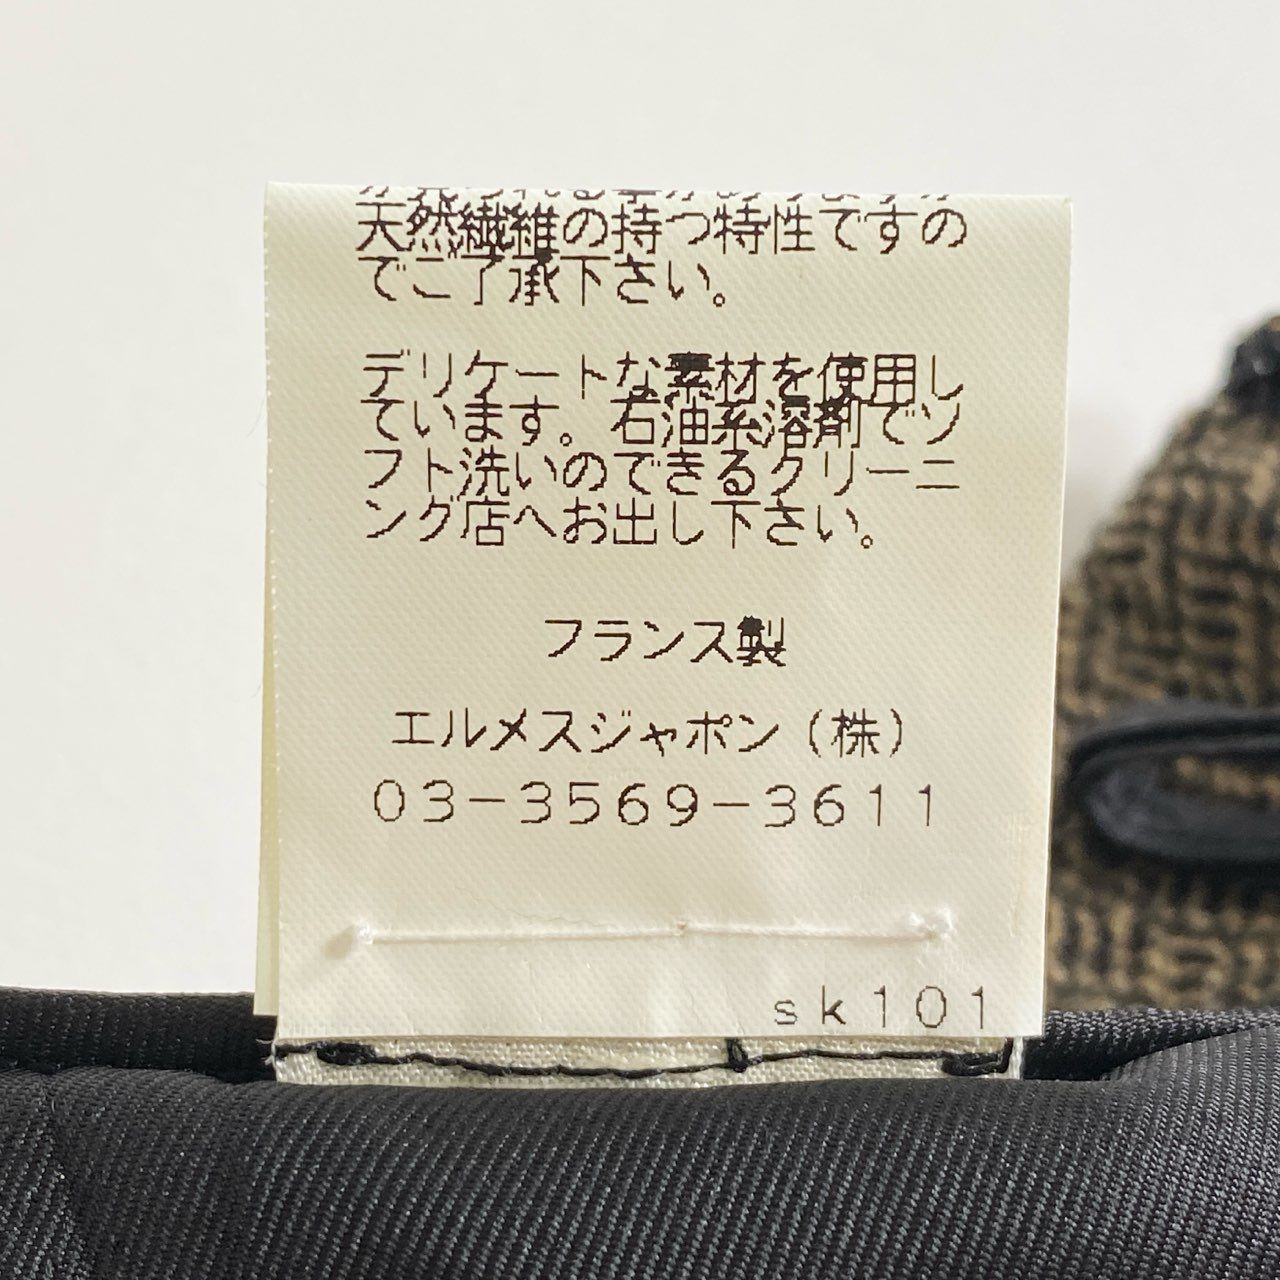 天然繊維の持つ特性ですの
でご了承下さい。
デリケートな素材を使用し
ています。石油系溶剤でソ
フト洗いのできるクリーニ
ング店へお出し下さい。
フランス製
エルメスジャポン(株)
03-3569-3611
sk101